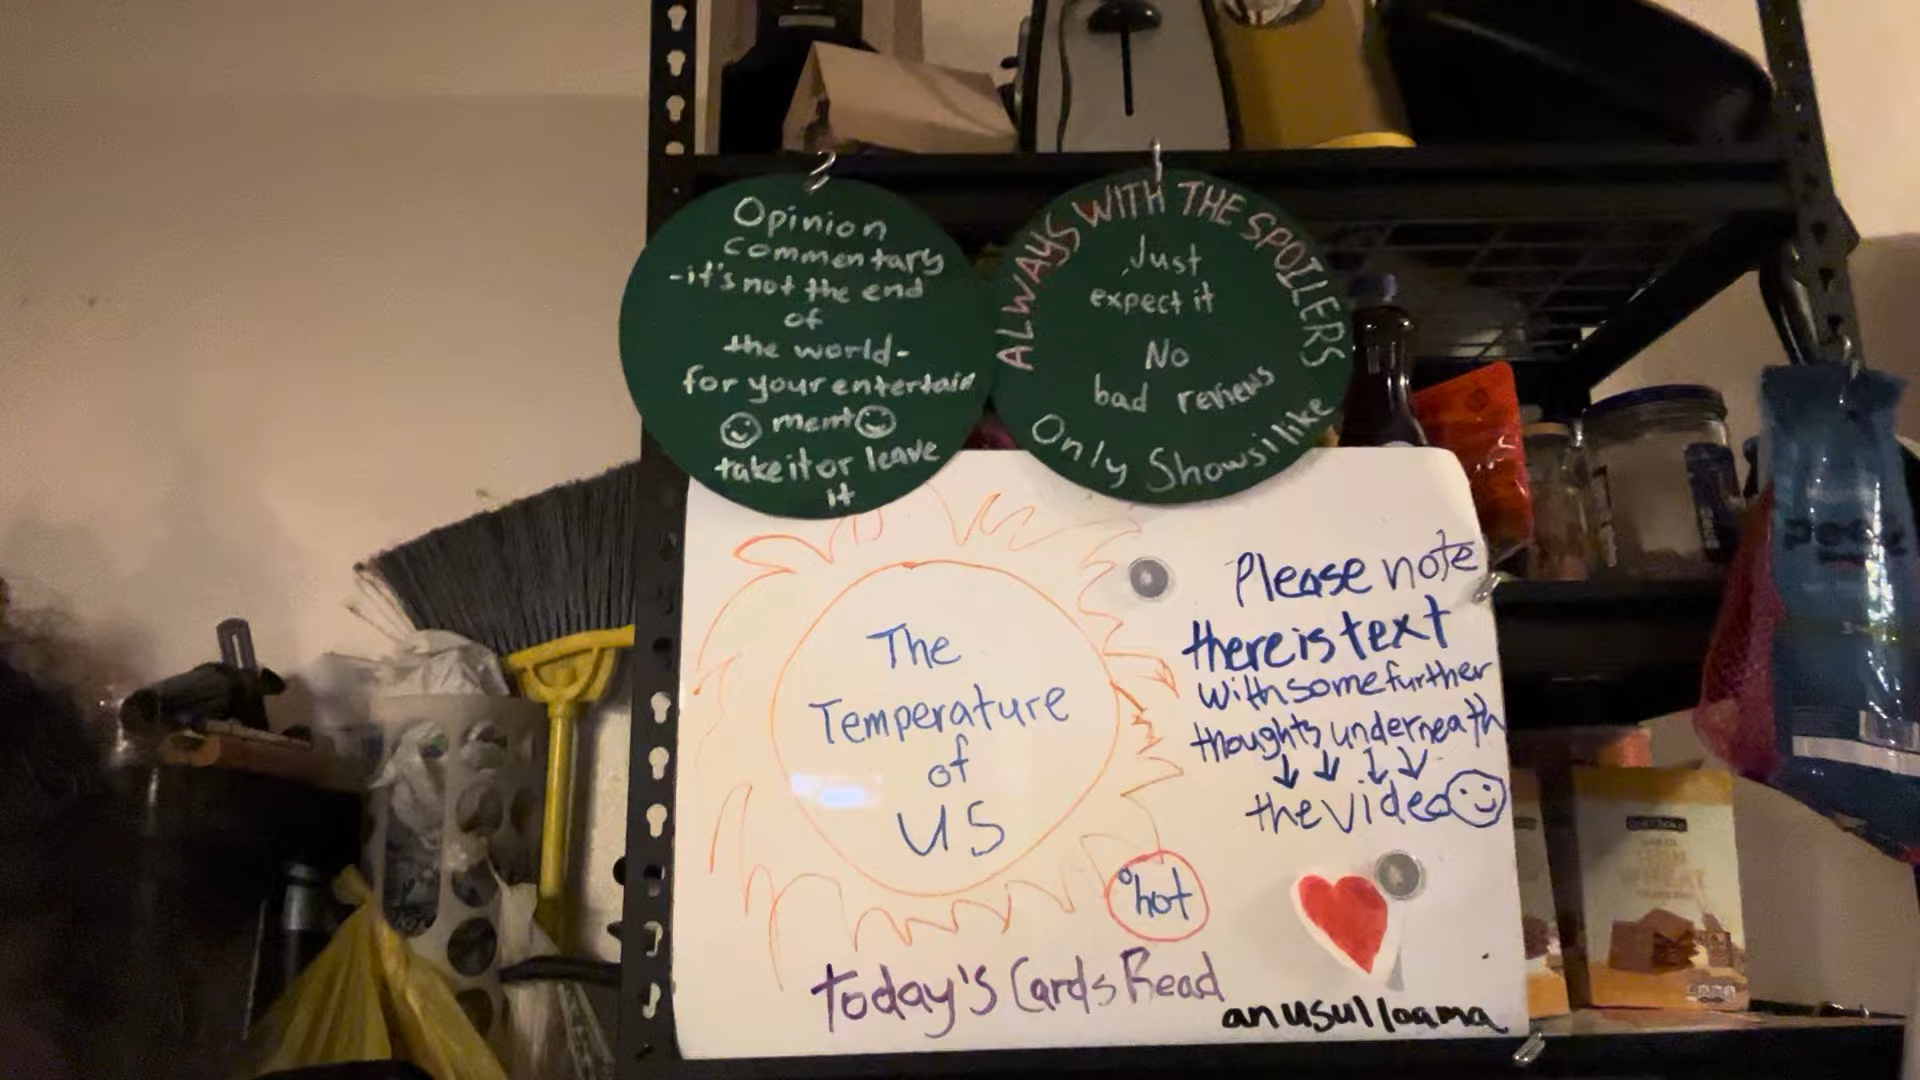 Opinion
commentary
-it's not the end
of
the world-
for your entertain
ment
take it or leave
it
ALWAYS WITH THE SPOILERS
Just
expect it
No
bad reviews
Only Shows i like
The
Temperature
of
US
°hot
Please note
there is text
with some further
thoughts underneath
the video
Today's Cards Read
anusullaama